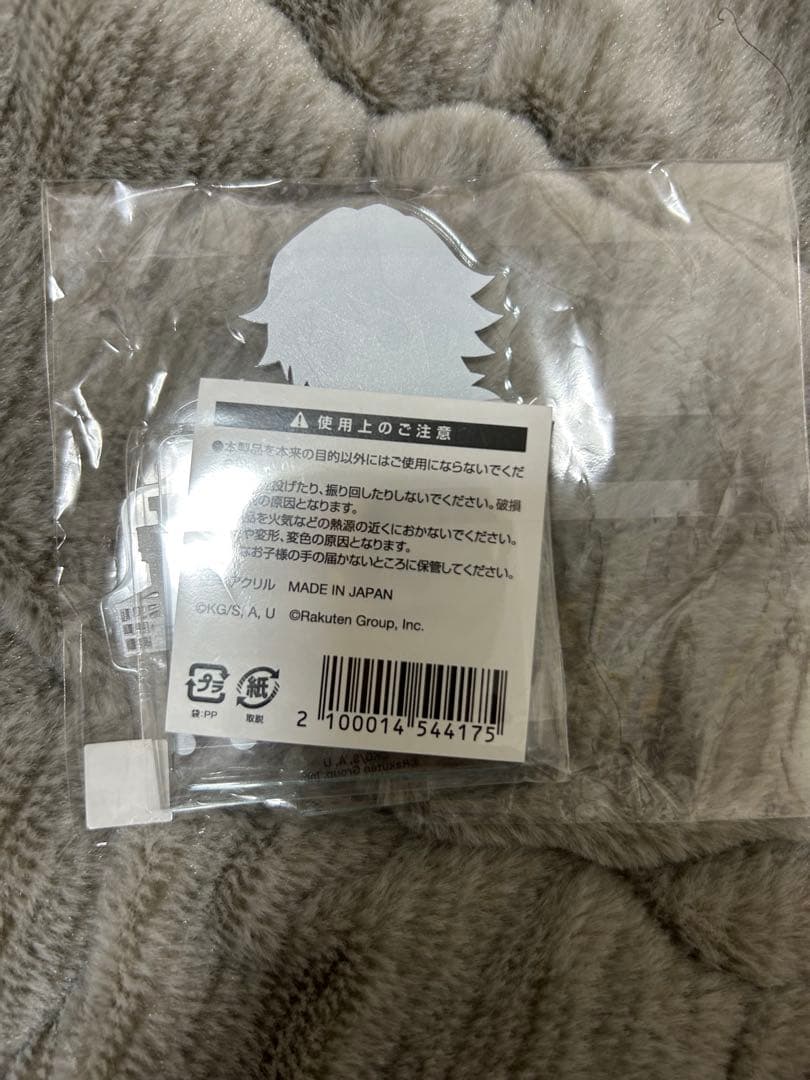 ⚠ 使用上のご注意
●本製品を本来の目的以外にはご使用にならないでくだ
投げたり、振り回したりしないでください。破損
の原因となります。
品を火気などの熱源の近くにおかないでください。
や変形、変色の原因となります。
なお子様の手の届かないところに保管してください。
アクリル MADE IN JAPAN
©KG/S, A, U ©Rakuten Group, Inc.
プラ
紙
袋:PP
取説
2 100014 544175
KG/S, A, U
©Rakuten Group, In